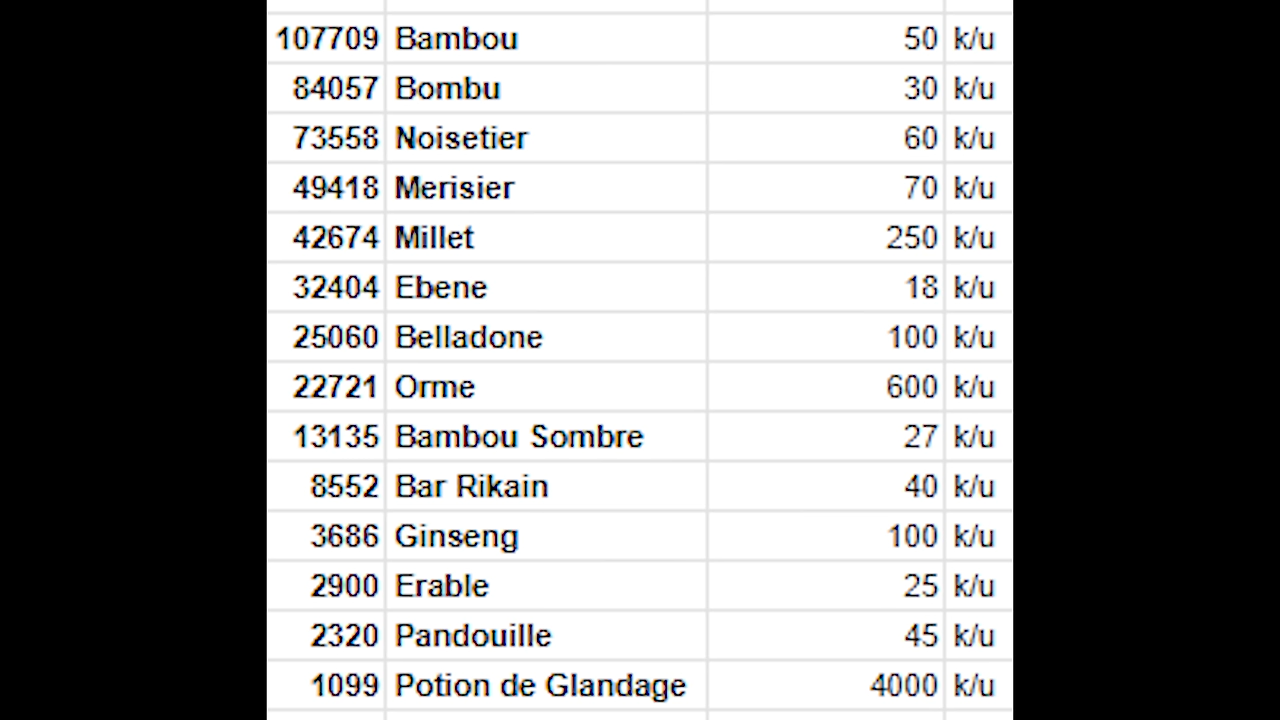 107709 Bambou 50 k/u
84057 Bombu 30 k/u
73558 Noisetier 60 k/u
49418 Merisier 70 k/u
42674 Millet 250 k/u
32404 Ebene 18 k/u
25060 Belladone 100 k/u
22721 Orme 600 k/u
13135 Bambou Sombre 27 k/u
8552 Bar Rikain 40 k/u
3686 Ginseng 100 k/u
2900 Erable 25 k/u
2320 Pandouille 45 k/u
1099 Potion de Glandage 4000 k/u